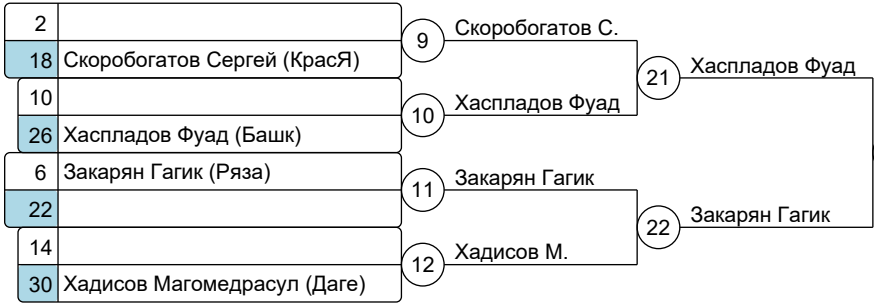 2
9 Скоробогатов С.
18 Скоробогатов Сергей (КрасЯ)
21 Хаспладов Фуад
10
10 Хаспладов Фуад
26 Хаспладов Фуад (Башк)
6 Закарян Гагик (Ряза)
11 Закарян Гагик
22
22 Закарян Гагик
14
12 Хадисов М.
30 Хадисов Магомедрасул (Даге)